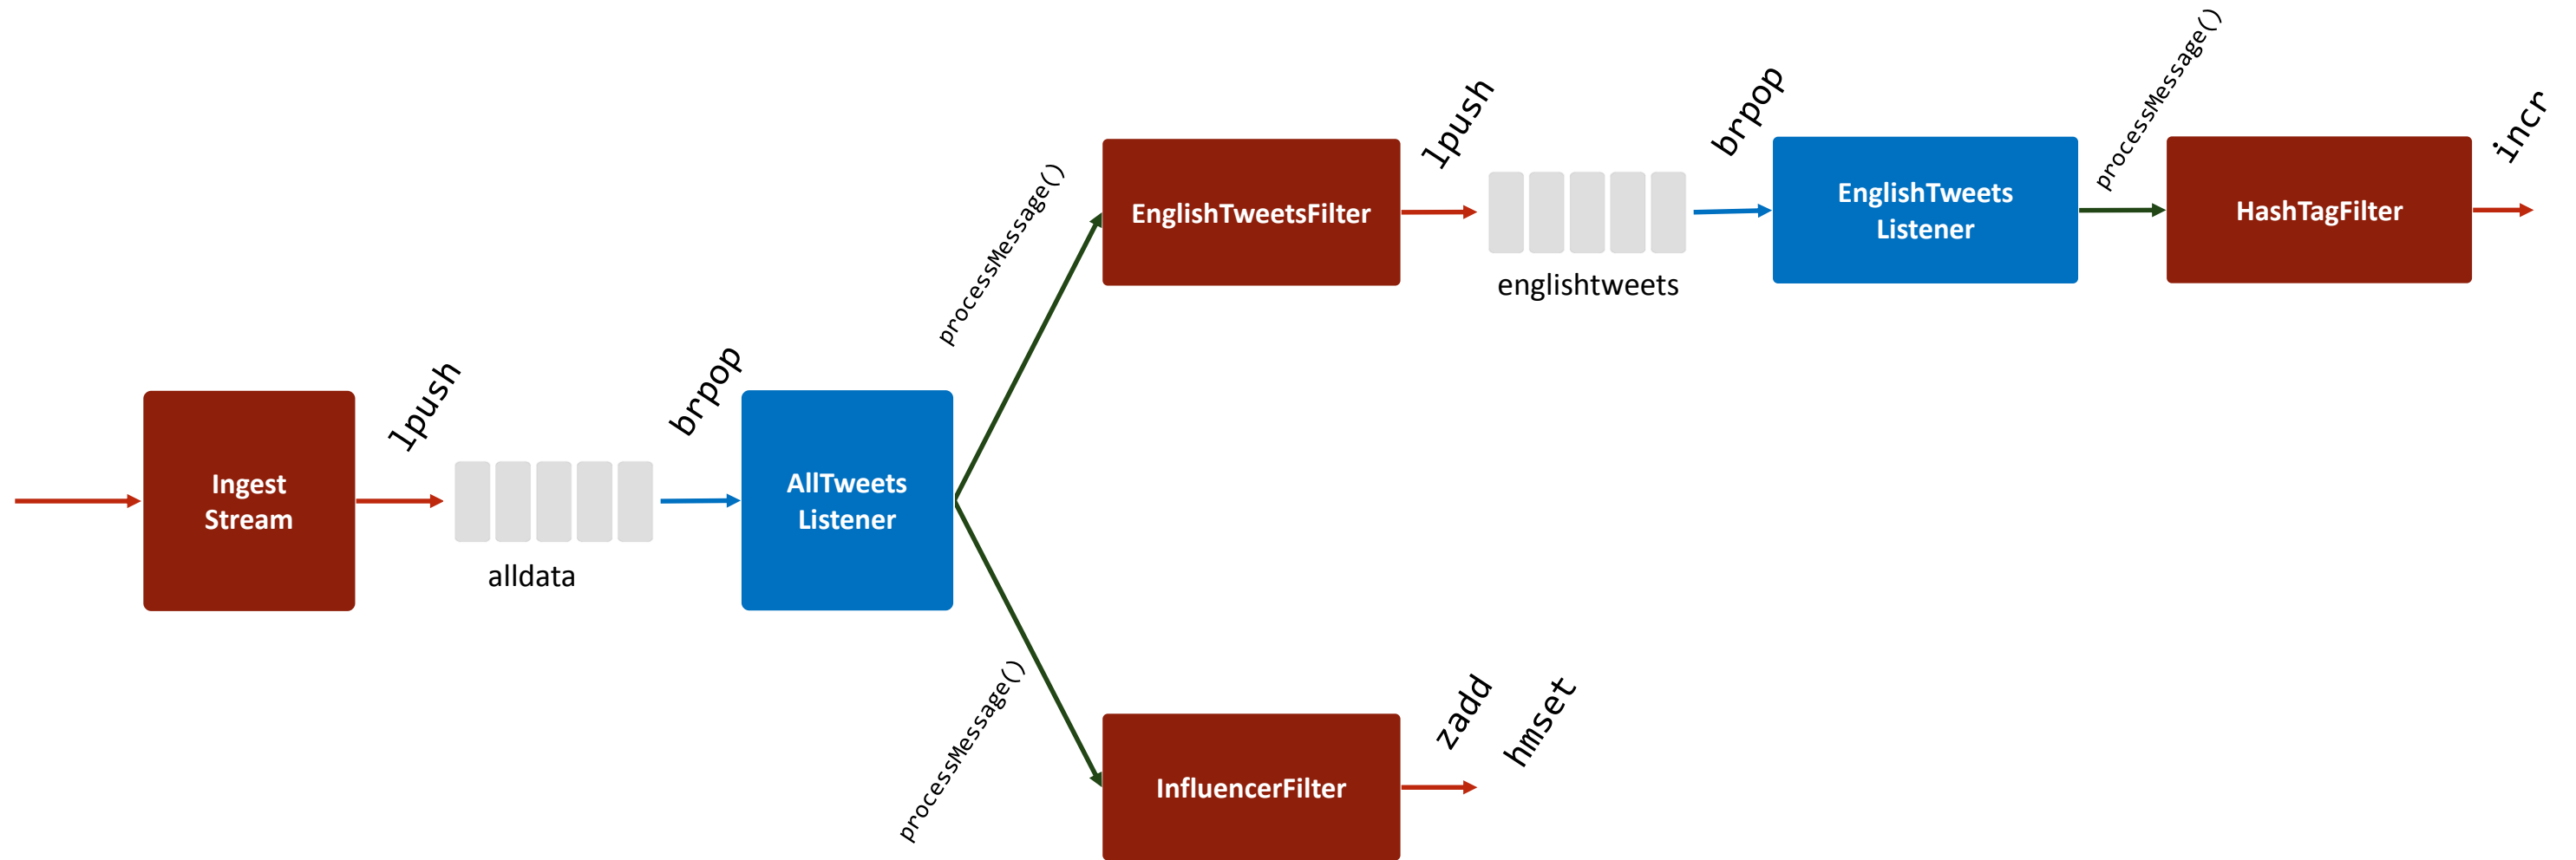 Ingest
Stream
lpush
alldata
brpop
AllTweets
Listener
processMessage()
EnglishTweetsFilter
lpush
englishtweets
brpop
EnglishTweets
Listener
processMessage()
HashTagFilter
incr
processMessage()
InfluencerFilter
zadd
hmset